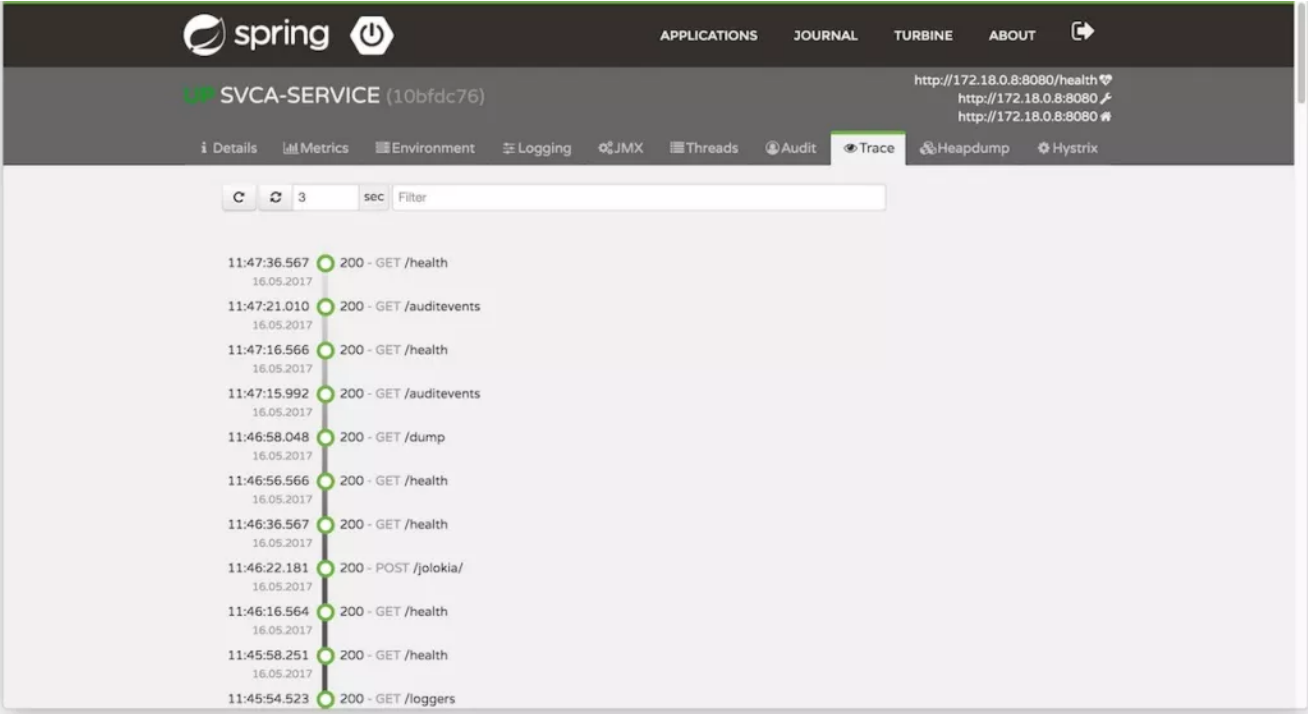 spring
APPLICATIONS JOURNAL TURBINE ABOUT
UP SVCA-SERVICE (10bfdc76)
http://172.18.0.8:8080/health
http://172.18.0.8:8080
http://172.18.0.8:8080
Details Metrics Environment Logging JMX Threads Audit Trace Heapdump Hystrix
3 sec Filter
11:47:36.567 200 - GET /health
16.05.2017
11:47:21.010 200 - GET /auditevents
16.05.2017
11:47:16.566 200 - GET /health
16.05.2017
11:47:15.992 200 - GET /auditevents
16.05.2017
11:46:58.048 200 - GET /dump
16.05.2017
11:46:56.566 200 - GET /health
16.05.2017
11:46:36.567 200 - GET /health
16.05.2017
11:46:22.181 200 - POST /jolokia/
16.05.2017
11:46:16.564 200 - GET /health
16.05.2017
11:45:58.251 200 - GET /health
16.05.2017
11:45:54.523 200 - GET /loggers